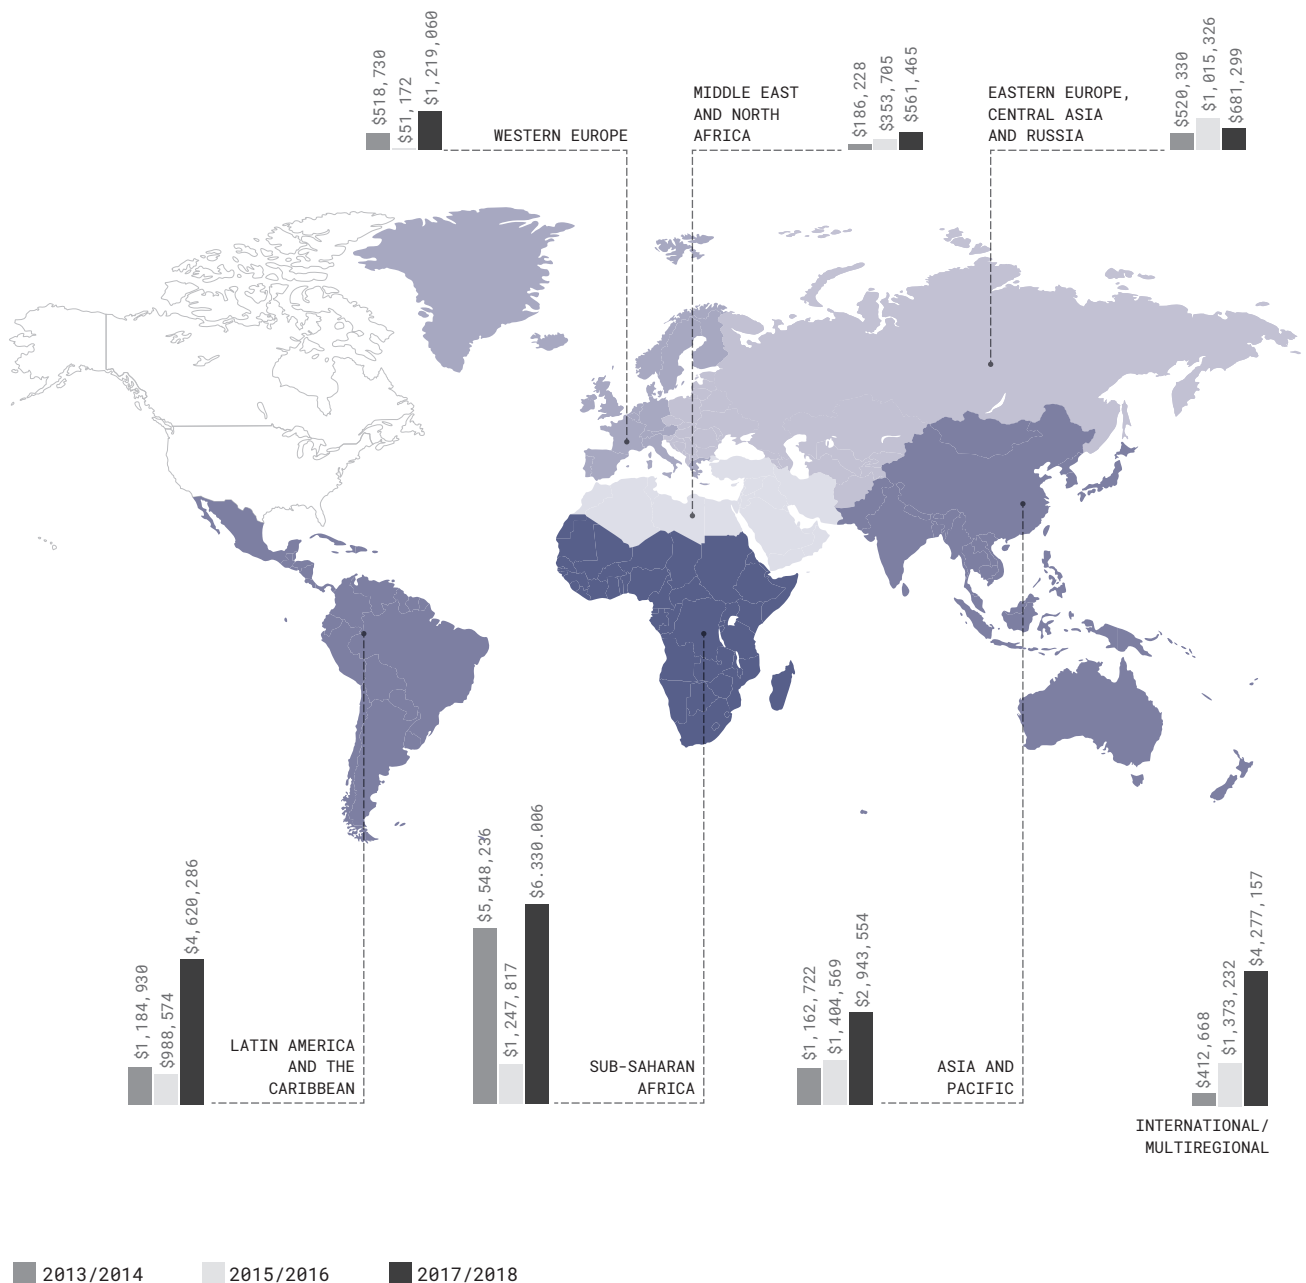 $518,730
$51,172
$1,219,060
WESTERN EUROPE
MIDDLE EAST
AND NORTH
AFRICA
$186,228
$353,705
$561,465
EASTERN EUROPE,
CENTRAL ASIA
AND RUSSIA
$520,330
$1,015,326
$681,299
$1,184,930
$988,574
$4,620,286
LATIN AMERICA
AND THE
CARIBBEAN
$5,548,236
$1,247,817
$6.330.006
SUB-SAHARAN
AFRICA
$1,162,722
$1,404,569
$2,943,554
ASIA AND
PACIFIC
$412,668
$1,373,232
$4,277,157
INTERNATIONAL/
MULTIREGIONAL
2013/2014
2015/2016
2017/2018